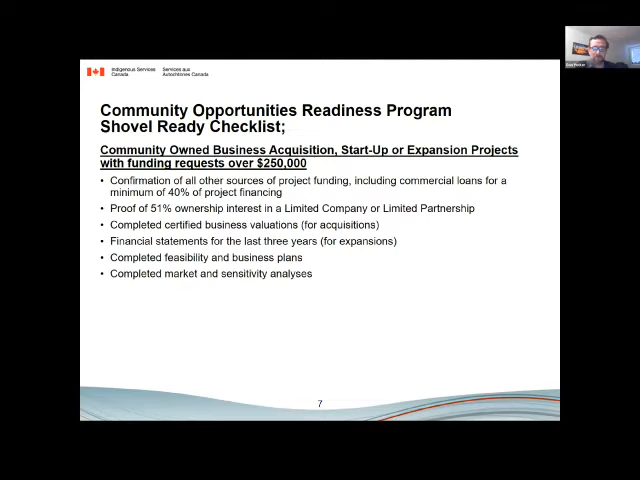 Indigenous Services Services aux
Canada Autochtones Canada
Community Opportunities Readiness Program
Shovel Ready Checklist;
Community Owned Business Acquisition, Start-Up or Expansion Projects
with funding requests over $250,000
• Confirmation of all other sources of project funding, including commercial loans for a
minimum of 40% of project financing
• Proof of 51% ownership interest in a Limited Company or Limited Partnership
• Completed certified business valuations (for acquisitions)
• Financial statements for the last three years (for expansions)
• Completed feasibility and business plans
• Completed market and sensitivity analyses
7